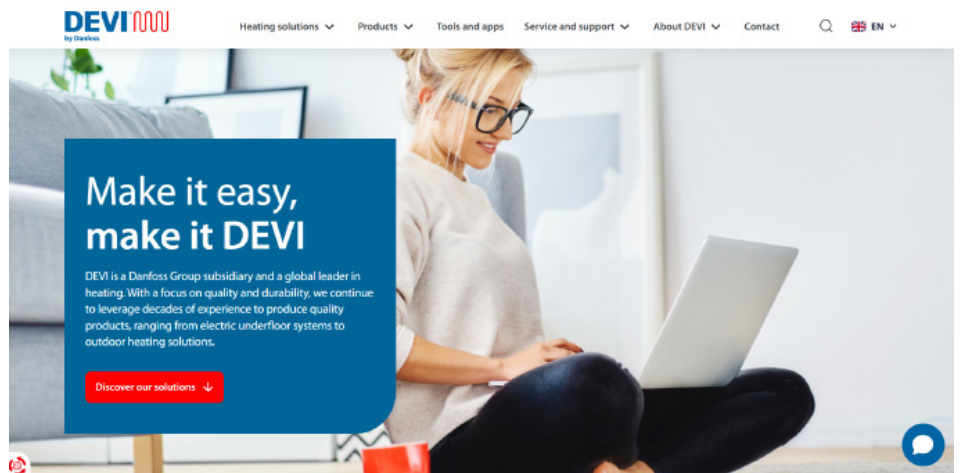 DEVI
by Danfoss
Heating solutions
Products
Tools and apps
Service and support
About DEVI
Contact
EN
Make it easy,
make it DEVI
DEVI is a Danfoss Group subsidiary and a global leader in
heating. With a focus on quality and durability, we continue
to leverage decades of experience to produce quality
products, ranging from electric underfloor systems to
outdoor heating solutions.
Discover our solutions